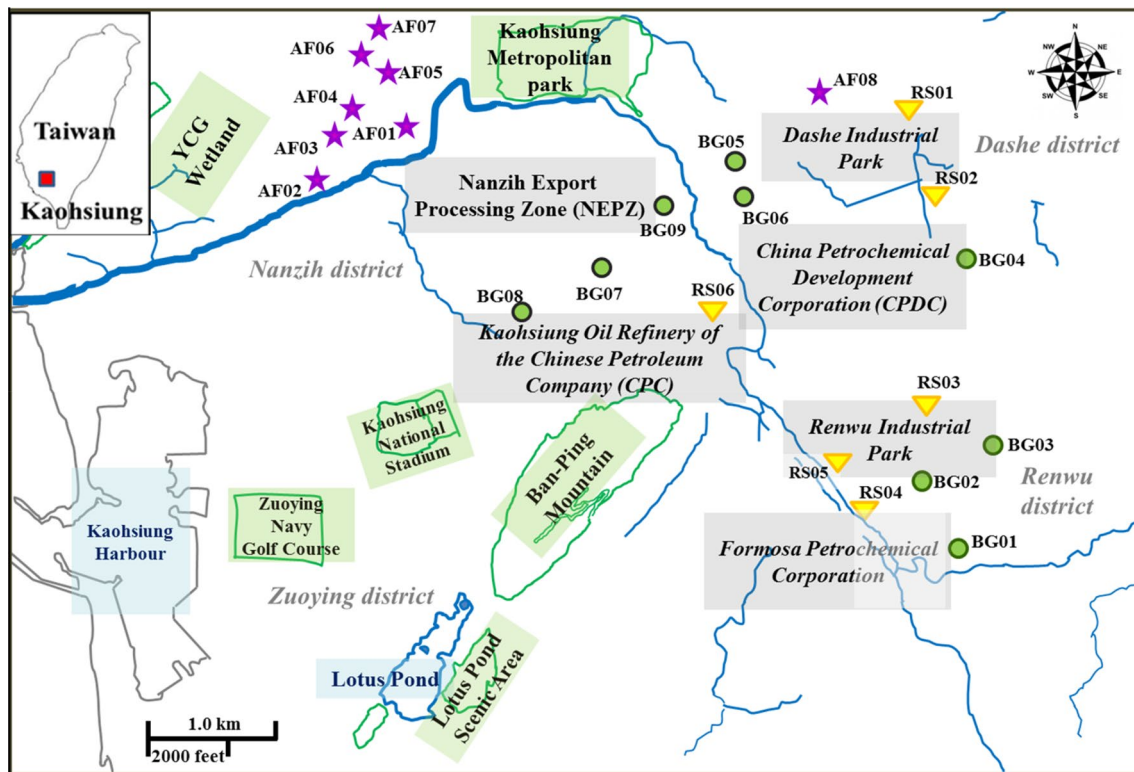 Taiwan
Kaohsiung
YCG
Wetland
AF07
AF06
AF05
AF04
AF01
AF03
AF02
Kaohsiung
Metropolitan
park
AF08
RS01
N
NE
E
SE
S
SW
W
NW
Dashe Industrial
Park
Dashe district
RS02
BG05
BG06
Nanzih Export
Processing Zone (NEPZ)
BG09
China Petrochemical
Development
Corporation (CPDC)
BG04
Nanzih district
BG07
BG08
RS06
Kaohsiung Oil Refinery of
the Chinese Petroleum
Company (CPC)
RS03
Renwu Industrial
Park
BG03
Kaohsiung
National
Stadium
Ban-Ping
Mountain
RS05
RS04
BG02
Renwu
district
Kaohsiung
Harbour
Zuoying
Navy
Golf Course
Formosa Petrochemical
Corporation
BG01
Zuoying district
Lotus Pond
Lotus Pond
Scenic Area
1.0 km
2000 feet